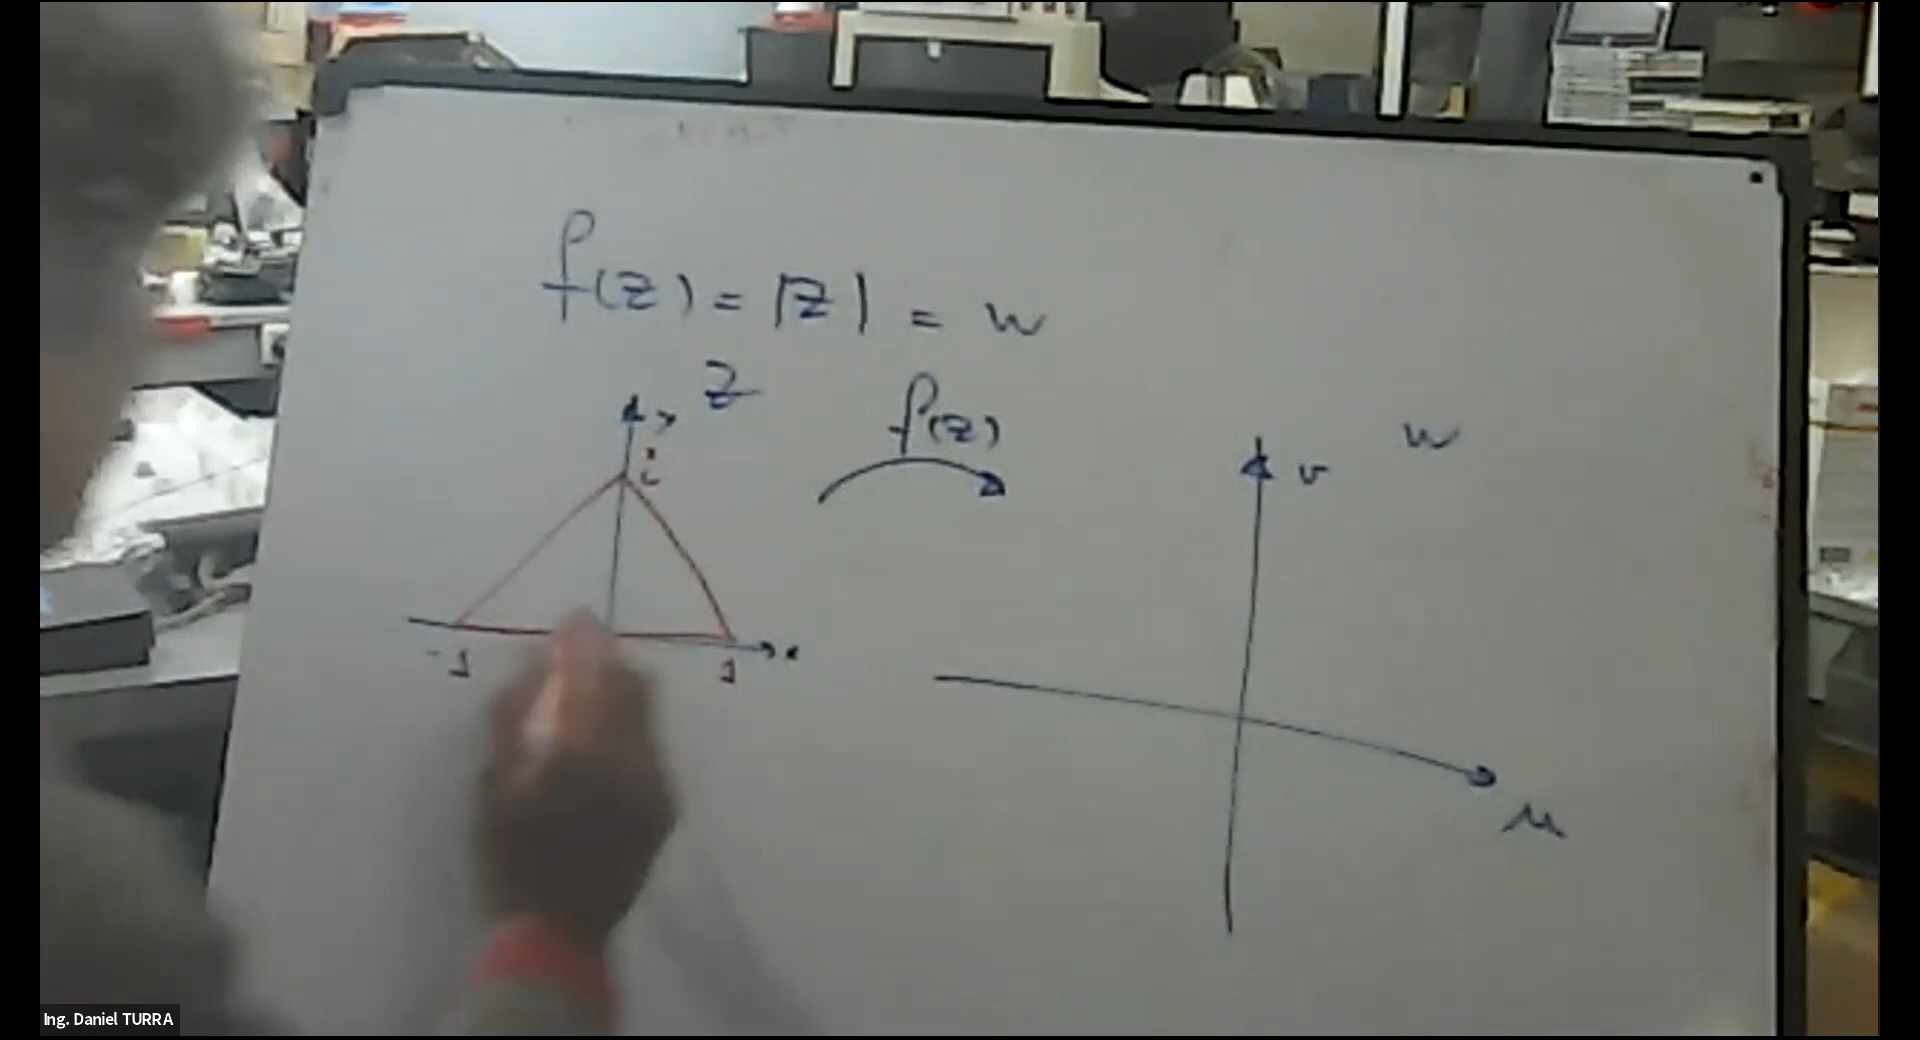 f(z) = |z| = w
z
f(z)
y
w
i
v
-1
1
x
u
Ing. Daniel TURRA